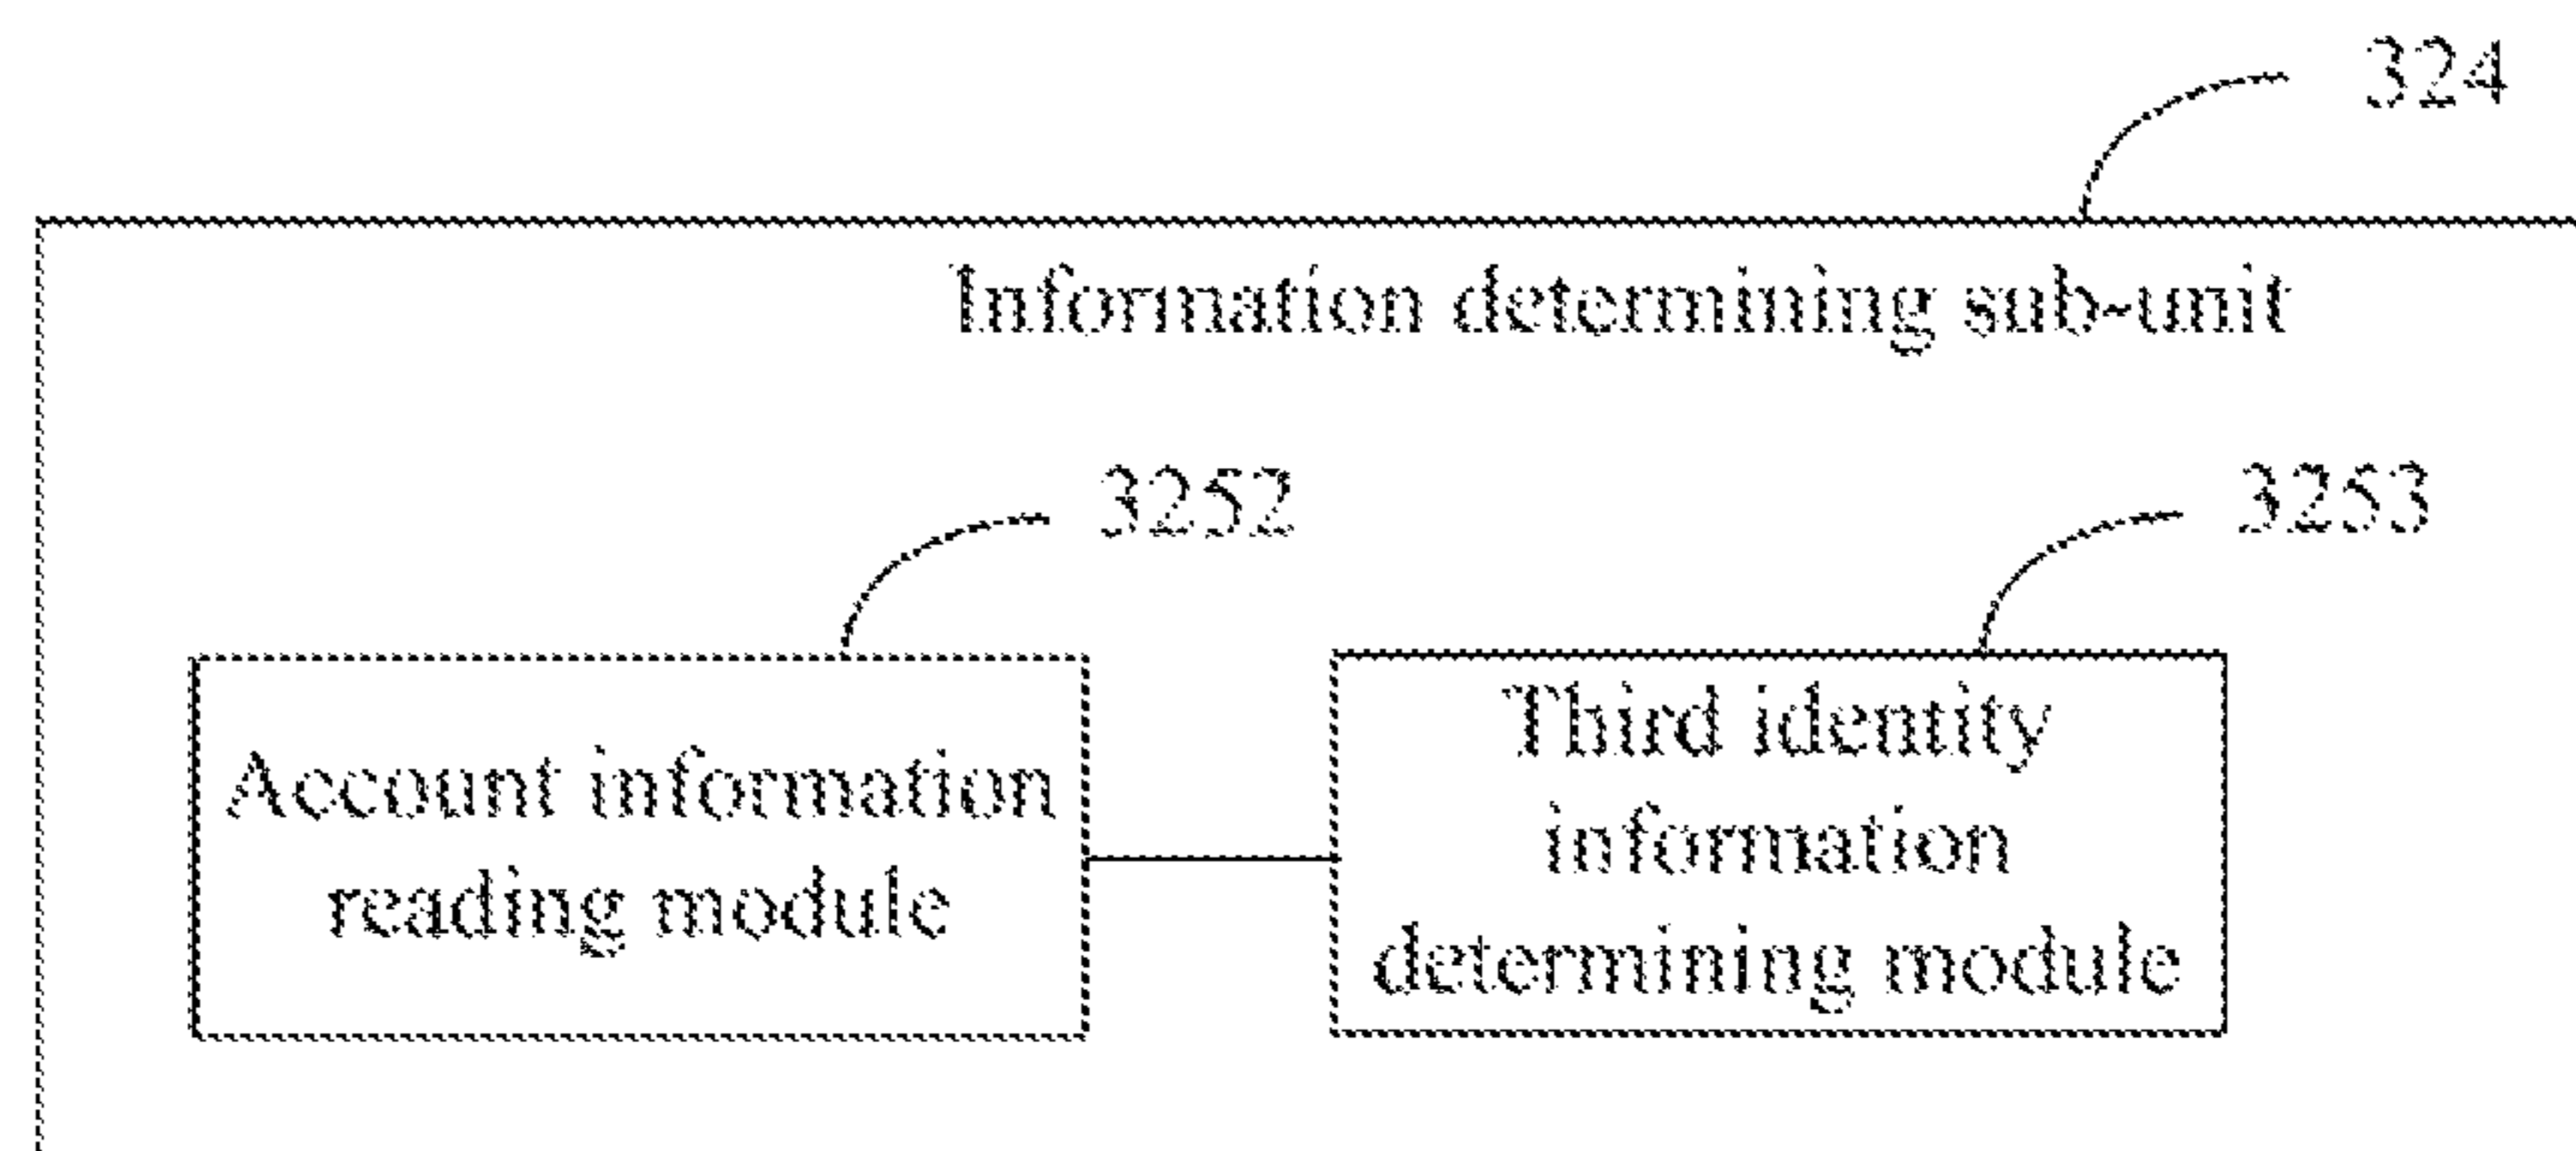 324
Information determining sub-unit
3252
3253
Account information
reading module
Third identity
information
determining module